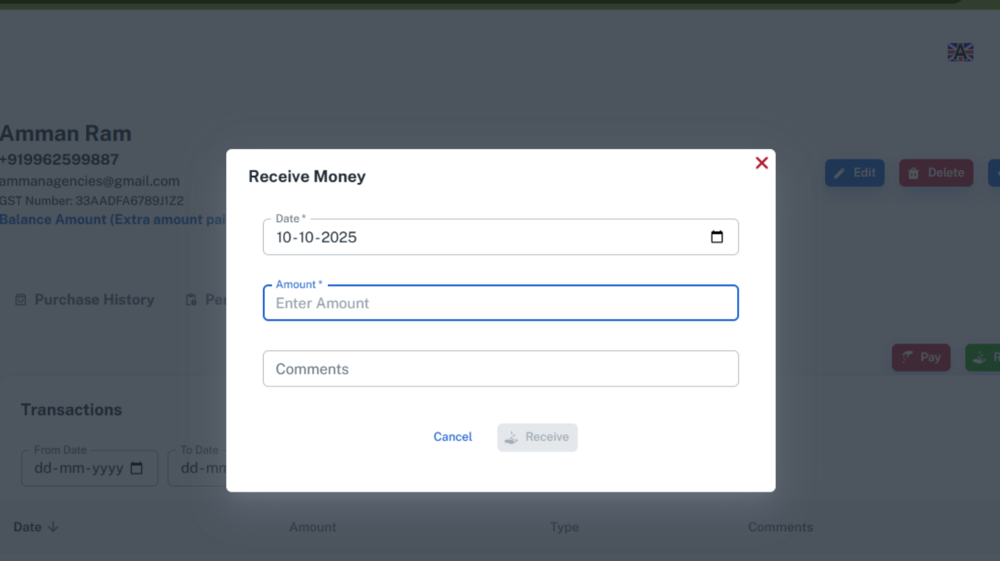 A
Amman Ram
+919962599887
ammanagencies@gmail.com
GST Number: 33AADFA6789J1Z2
Balance Amount (Extra amount pai
Edit
Delete
Receive Money
Date *
10-10-2025
Amount *
Enter Amount
Comments
Cancel
Receive
Purchase History
Per
Pay
R
Transactions
From Date
dd-mm-yyyy
To Date
dd-mm
Date
Amount
Type
Comments